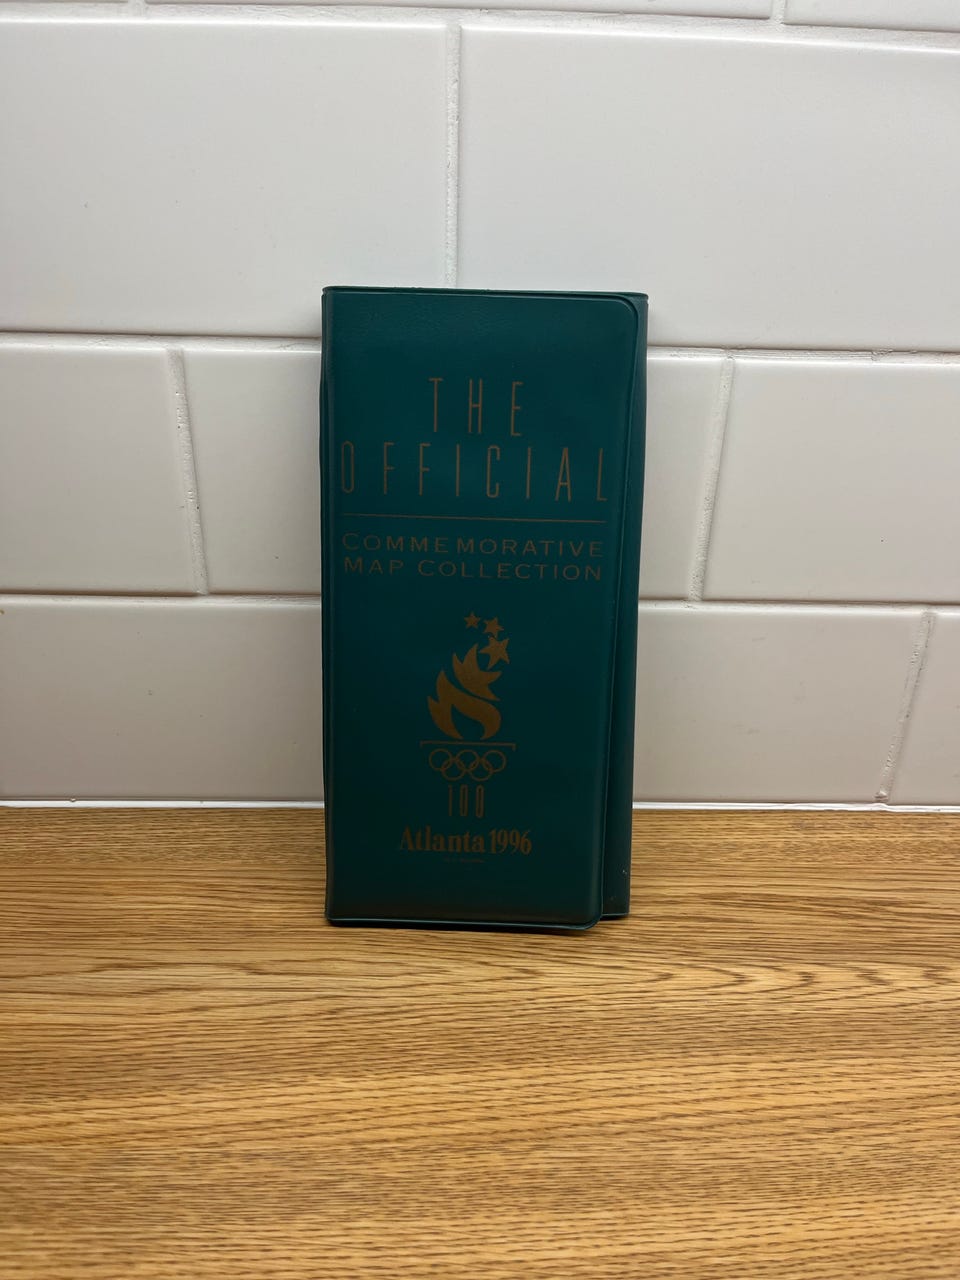 THE
OFFICIAL
COMMEMORATIVE
MAP COLLECTION
100
Atlanta 1996